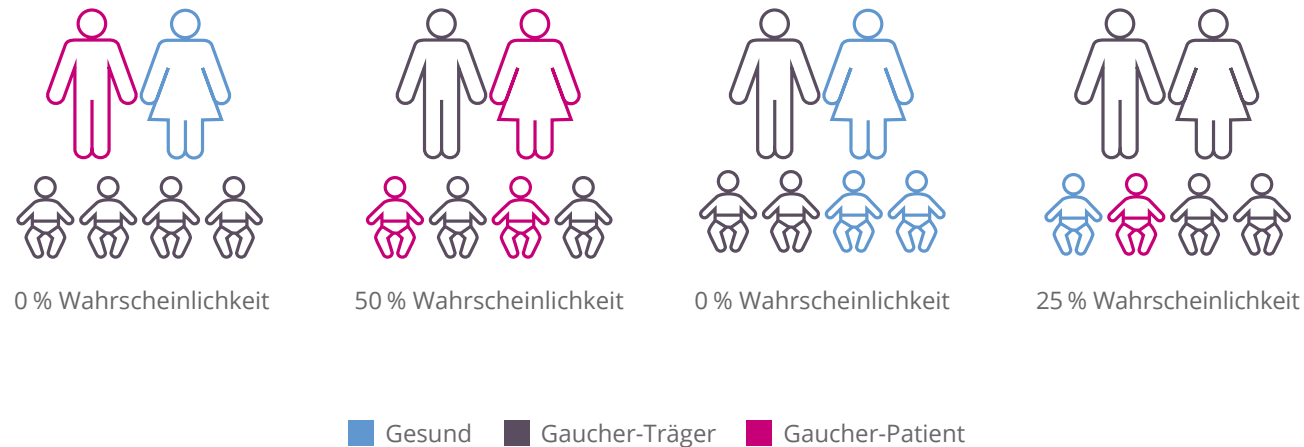 0 % Wahrscheinlichkeit
50 % Wahrscheinlichkeit
0 % Wahrscheinlichkeit
25 % Wahrscheinlichkeit
Gesund
Gaucher-Träger
Gaucher-Patient